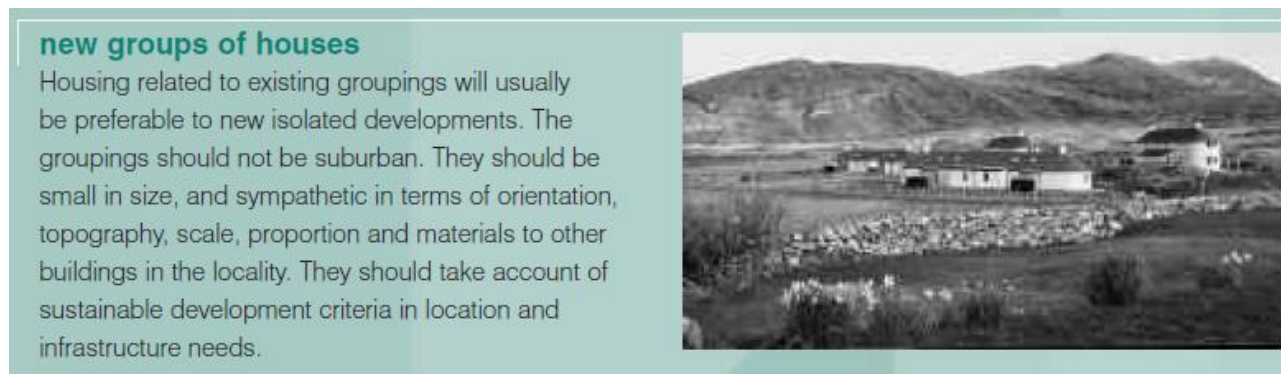 new groups of houses
Housing related to existing groupings will usually
be preferable to new isolated developments. The
groupings should not be suburban. They should be
small in size, and sympathetic in terms of orientation,
topography, scale, proportion and materials to other
buildings in the locality. They should take account of
sustainable development criteria in location and
infrastructure needs.